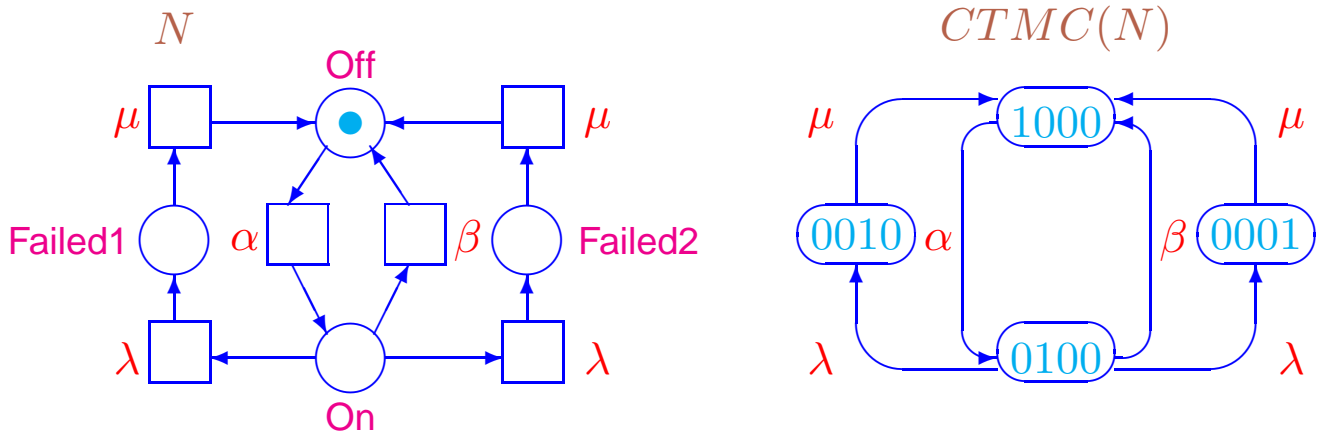 N
CTMC(N)
Off
μ
μ
μ
1000
μ
Failed1
α
β
Failed2
0010
α
β
0001
λ
λ
λ
0100
λ
On